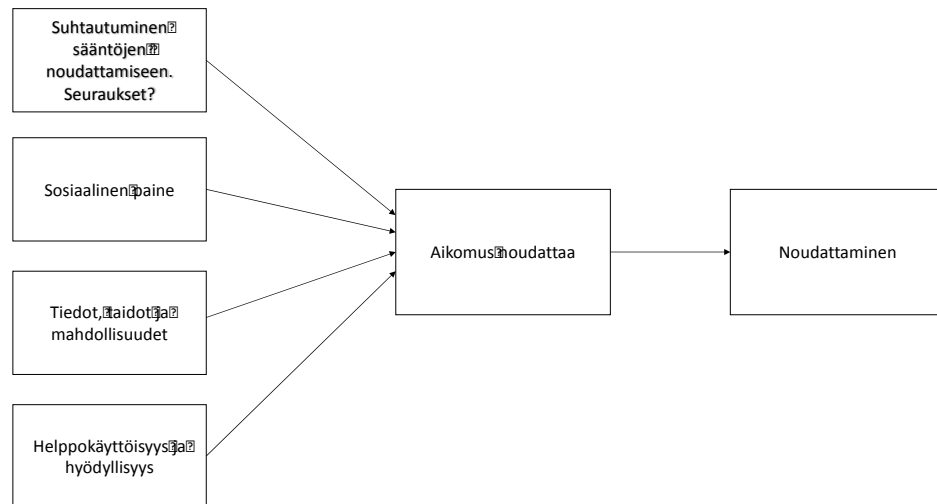 Suhtautuminen
sääntöjen
noudattamiseen.
Seuraukset?
Sosiaalinen paine
Tiedot, taidot ja
mahdollisuudet
Helppokäyttöisyys ja
hyödyllisyys
Aikomus noudattaa
Noudattaminen